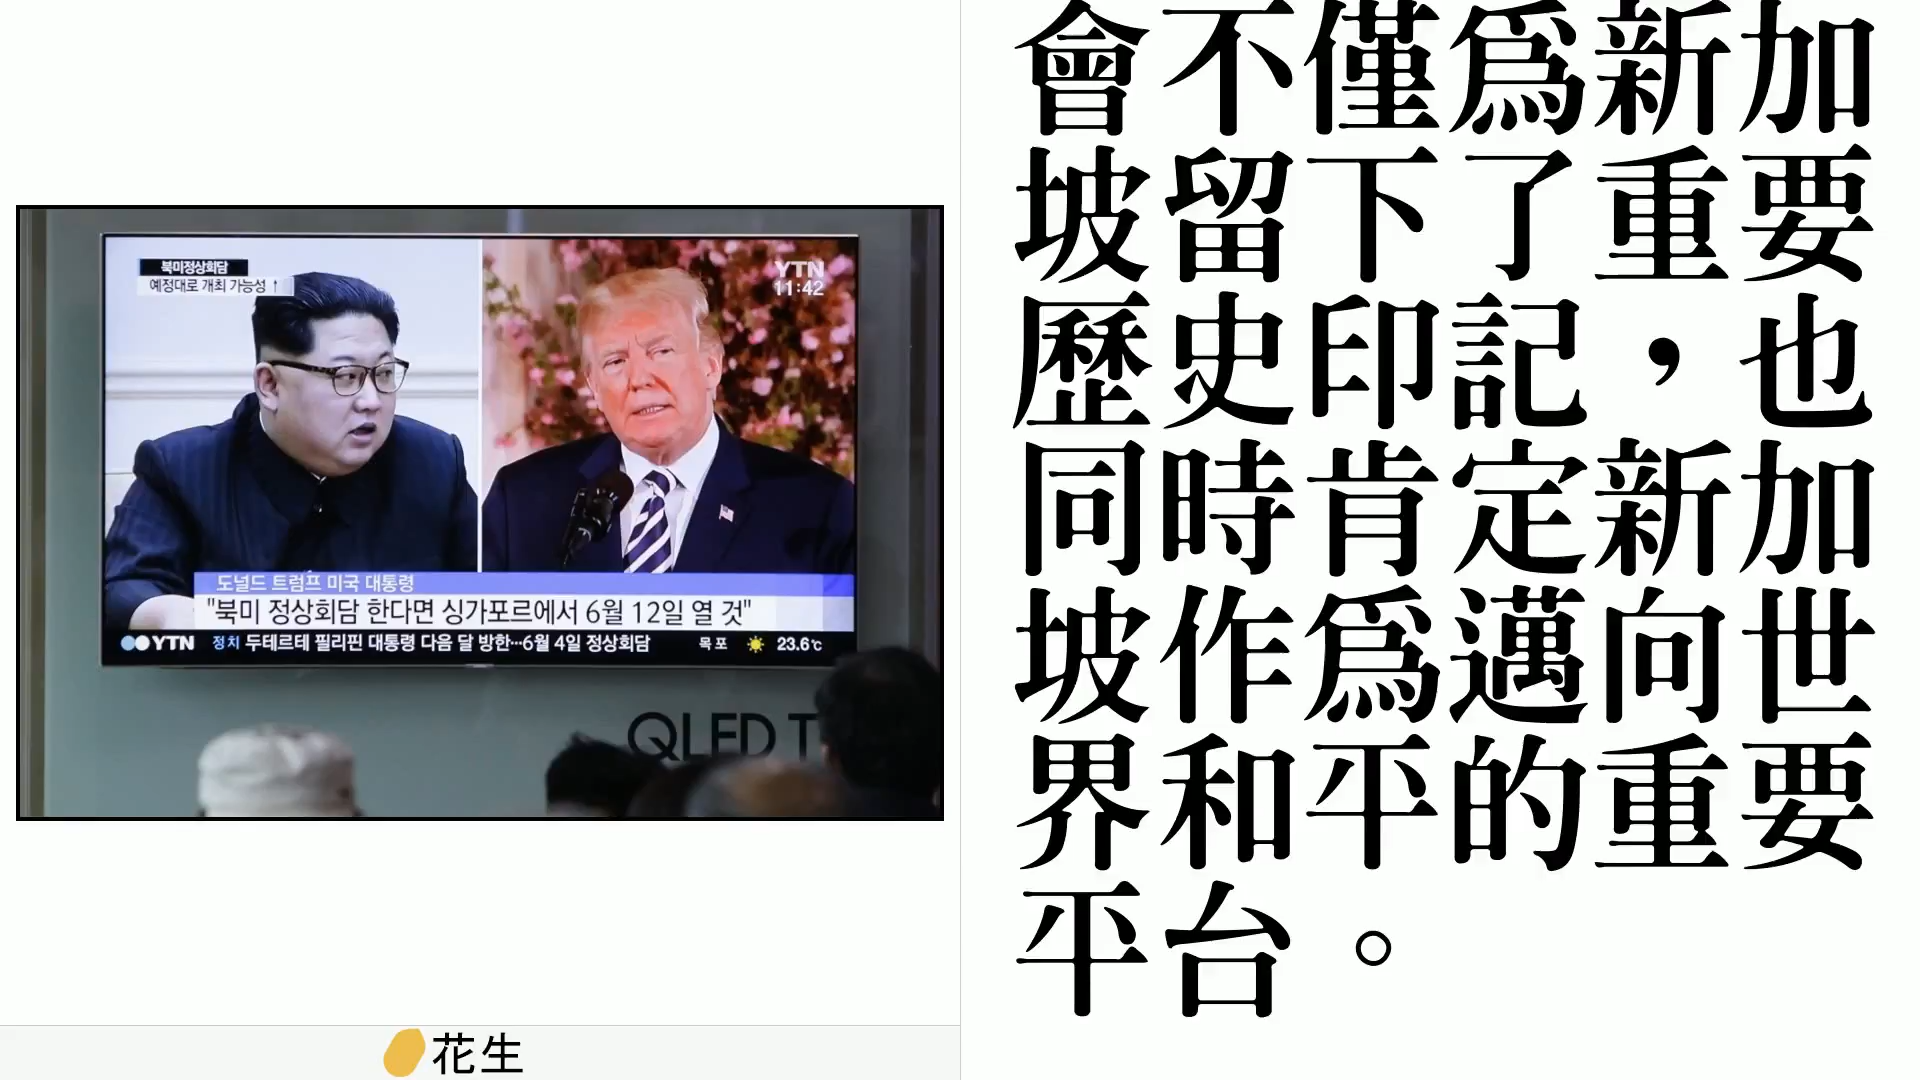 북미정상회담
예정대로 개최 가능성 ↑
YTN
11:42
도널드 트럼프 미국 대통령
"북미 정상회담 한다면 싱가포르에서 6월 12일 열 것"
YTN 정치 두테르테 필리핀 대통령 다음 달 방한…6월 4일 정상회담 목포 23.6℃
QLED T
花生
會不僅爲新加
坡留下了重要
歷史印記，也
同時肯定新加
坡作爲邁向世
界和平的重要
平台。